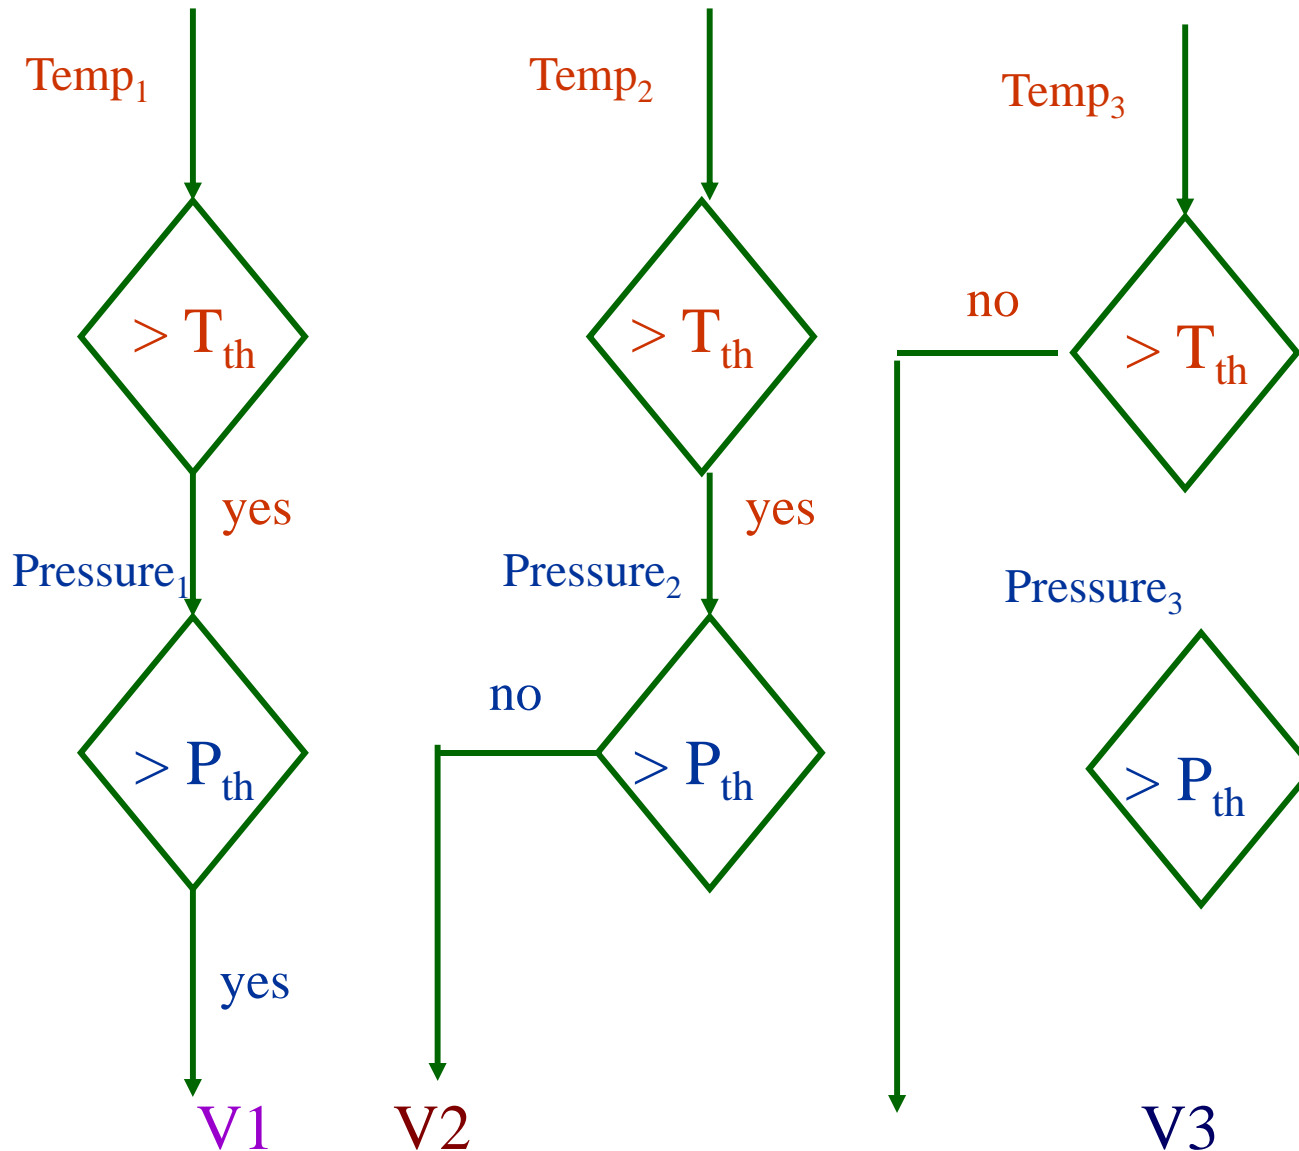 Temp₁
Temp₂
Temp₃
no
> Tth
> Tth
> Tth
yes
yes
Pressure₁
Pressure₂
Pressure₃
no
> Pth
> Pth
> Pth
yes
V1
V2
V3